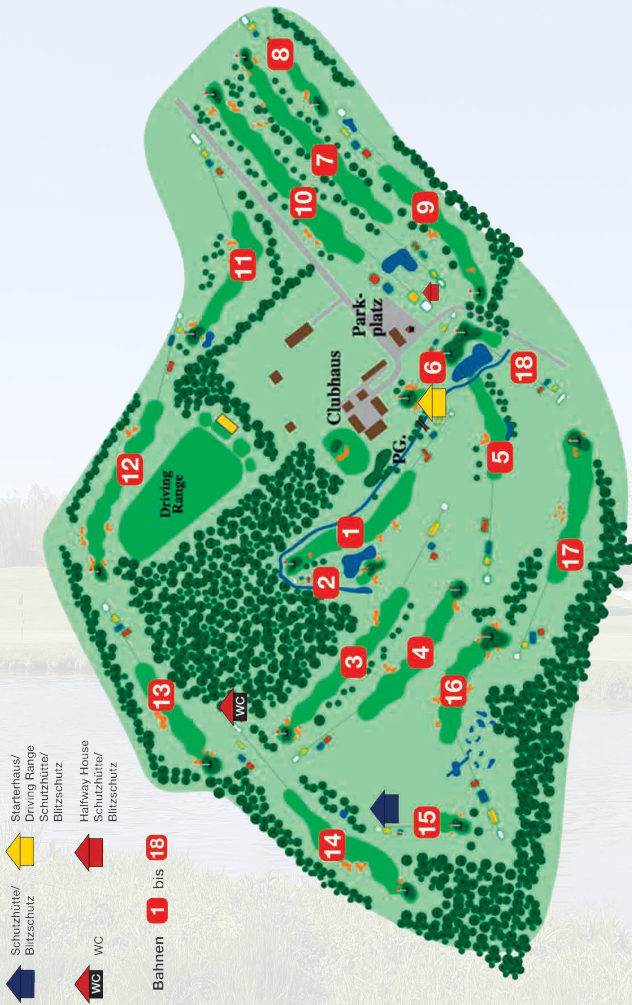 Schutzhütte/
Blitzschutz
Starterhaus/
Driving Range
Schutzhütte/
Blitzschutz
WC
WC
Halfway House
Schutzhütte/
Blitzschutz
Bahnen 1 bis 18
8
7
10
9
11
Park-
platz
Clubhaus
6
18
PG.
5
12
Driving
Range
1
2
17
3
4
16
13
WC
15
14